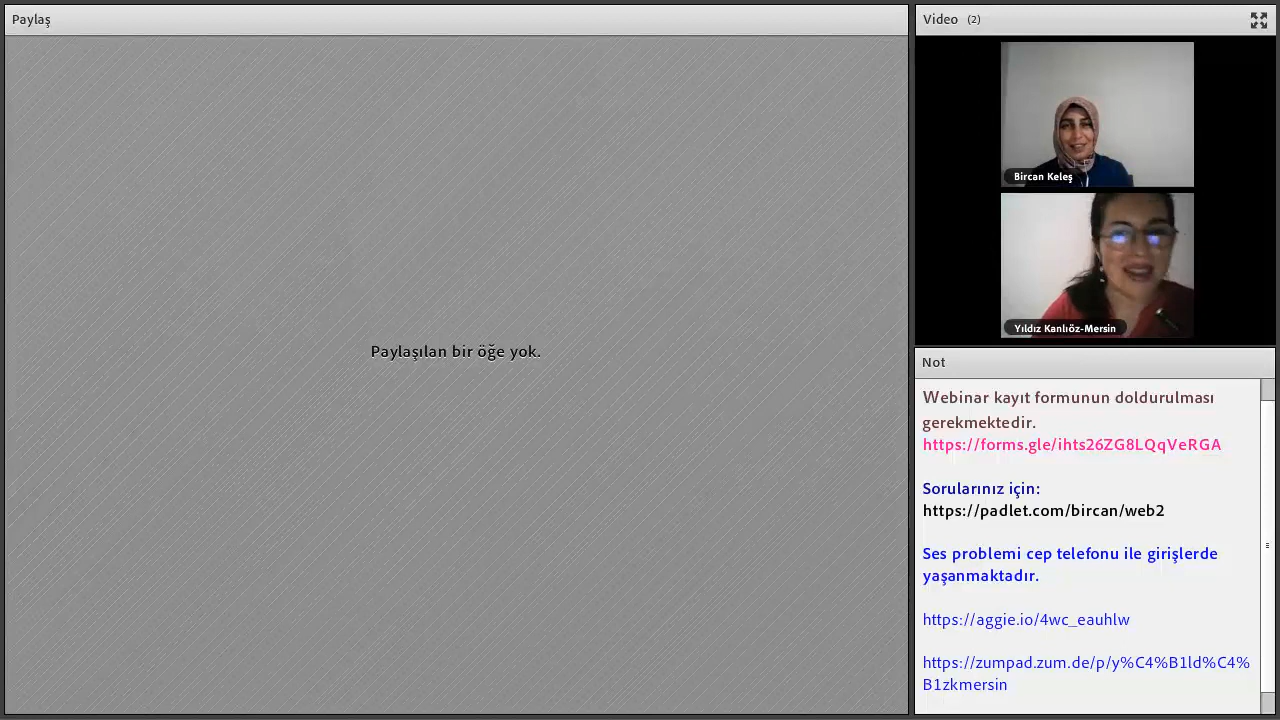 Paylaş
Paylaşılan bir öğe yok.
Video (2)
Bircan Keleş
Yıldız Kanlıöz-Mersin
Not
Webinar kayıt formunun doldurulması
gerekmektedir.
https://forms.gle/ihts26ZG8LQqVeRGA
Sorularınız için:
https://padlet.com/bircan/web2
Ses problemi cep telefonu ile girişlerde
yaşanmaktadır.
https://aggie.io/4wc_eauhlw
https://zumpad.zum.de/p/y%C4%B1ld%C4%
B1zkmersin